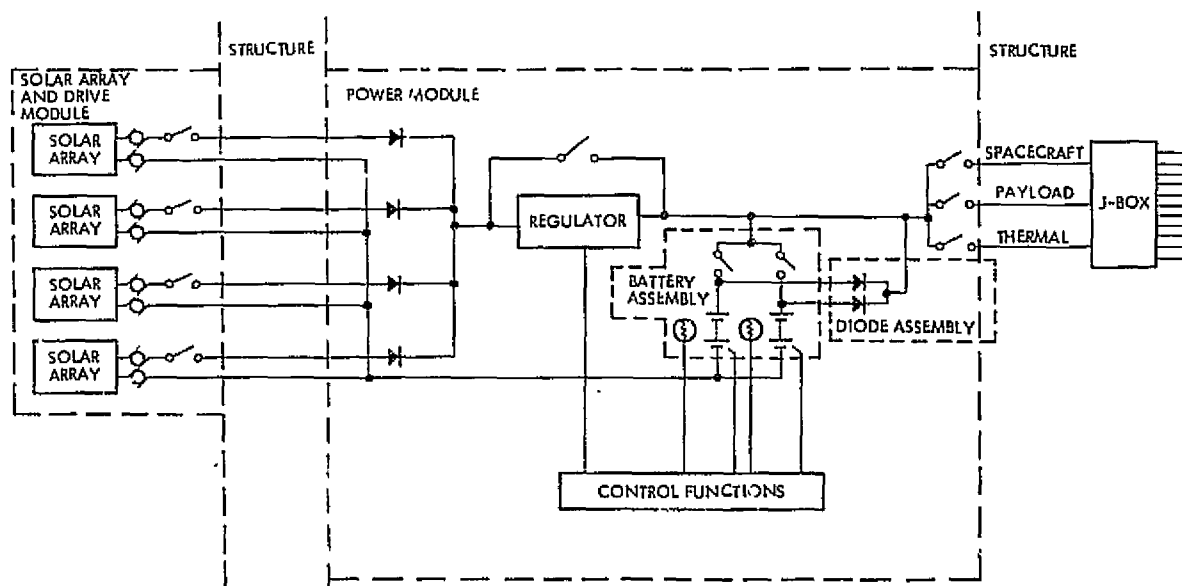 STRUCTURE
STRUCTURE
SOLAR ARRAY
AND DRIVE
MODULE
POWER MODULE
SOLAR
ARRAY
SOLAR
ARRAY
SOLAR
ARRAY
SOLAR
ARRAY
REGULATOR
BATTERY
ASSEMBLY
DIODE ASSEMBLY
SPACECRAFT
PAYLOAD
THERMAL
J-BOX
CONTROL FUNCTIONS